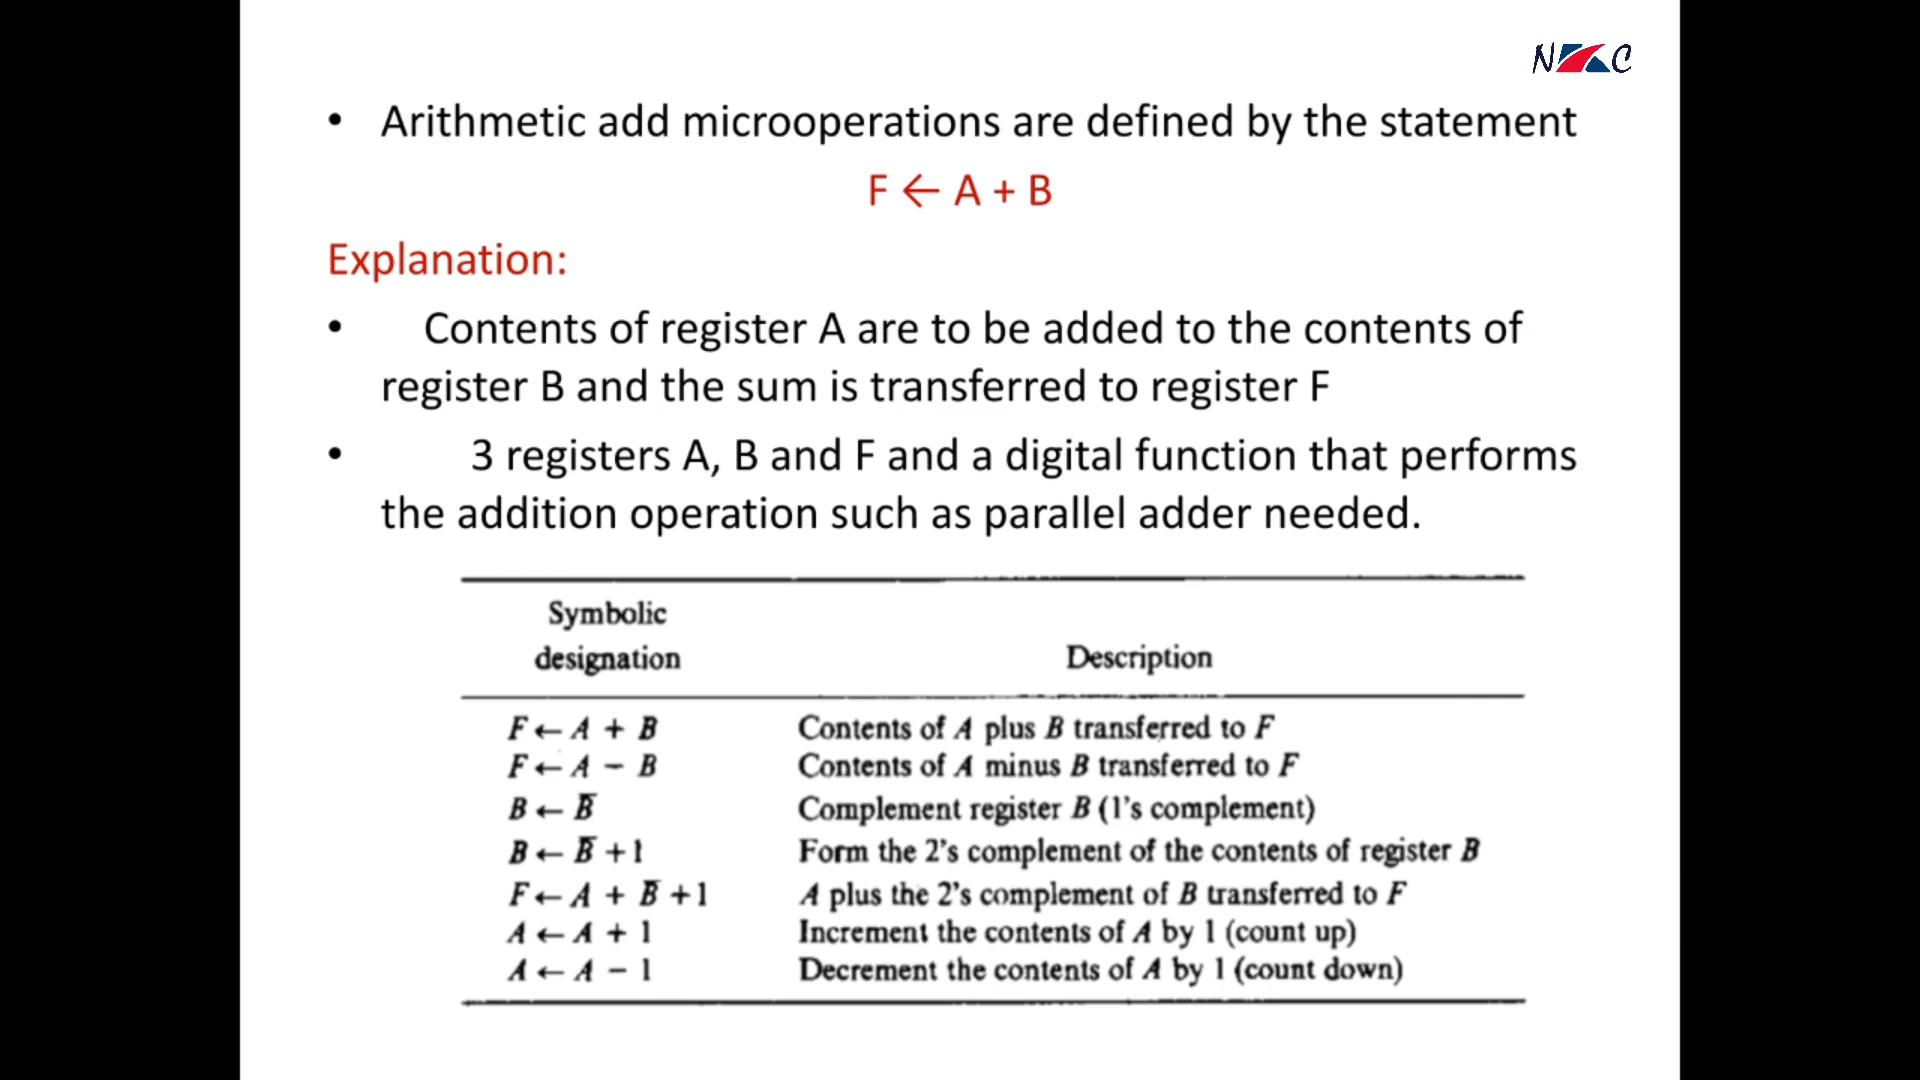 N C
• Arithmetic add microoperations are defined by the statement
F ← A + B
Explanation:
• Contents of register A are to be added to the contents of
register B and the sum is transferred to register F
• 3 registers A, B and F and a digital function that performs
the addition operation such as parallel adder needed.
Symbolic
designation Description
F ← A + B Contents of A plus B transferred to F
F ← A − B Contents of A minus B transferred to F
B ← B̅ Complement register B (1's complement)
B ← B̅ + 1 Form the 2's complement of the contents of register B
F ← A + B̅ + 1 A plus the 2's complement of B transferred to F
A ← A + 1 Increment the contents of A by 1 (count up)
A ← A − 1 Decrement the contents of A by 1 (count down)